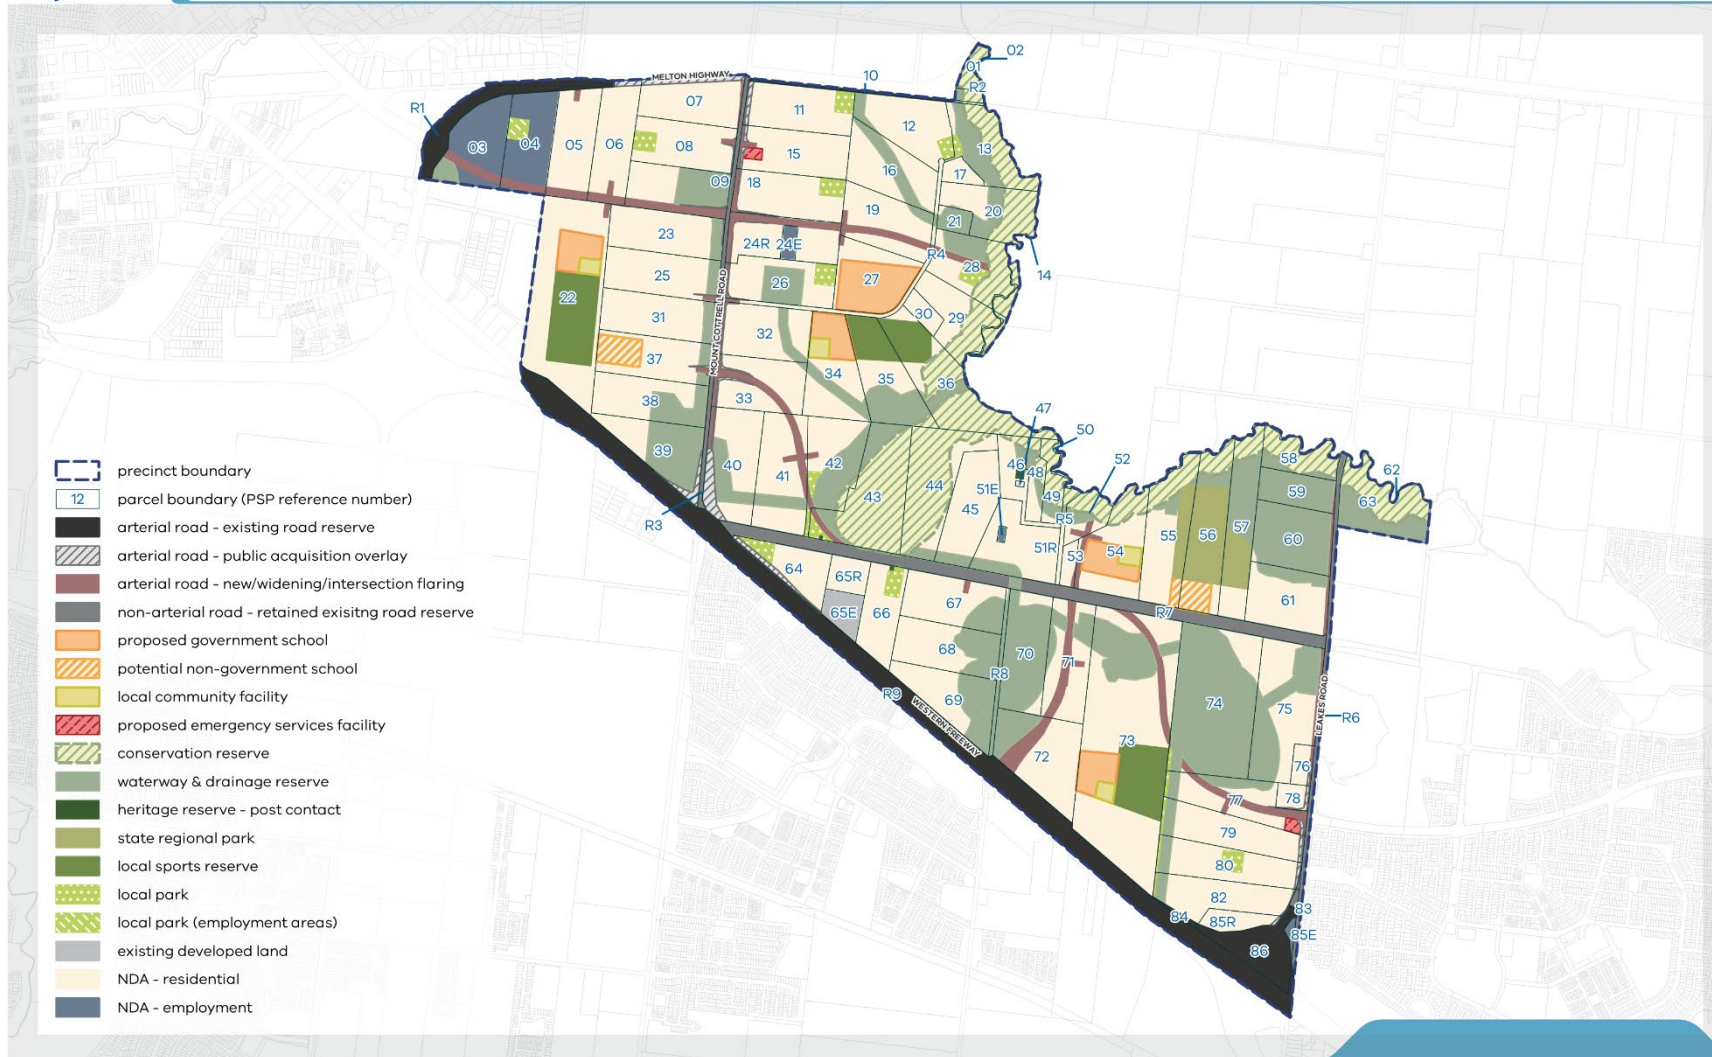 MELTON HIGHWAY
02
01
R2
10
R1
07
11
12
03
04
05
06
08
15
13
16
17
09
18
19
20
21
23
24R
24E
R4
14
25
26
27
28
22
31
32
30
29
MOUNT COTTRELL ROAD
37
34
35
36
38
33
47
50
39
40
41
42
46
48
52
58
62
43
44
51E
49
59
63
45
R5
55
56
57
60
R3
51R
53
54
64
65R
65E
66
67
R7
61
68
70
71
R8
69
R9
WESTERN FREEWAY
72
73
74
75
LEAKES ROAD
R6
76
77
78
79
80
82
83
84
85R
85E
86
precinct boundary
12 parcel boundary (PSP reference number)
arterial road - existing road reserve
arterial road - public acquisition overlay
arterial road - new/widening/intersection flaring
non-arterial road - retained exisitng road reserve
proposed government school
potential non-government school
local community facility
proposed emergency services facility
conservation reserve
waterway & drainage reserve
heritage reserve - post contact
state regional park
local sports reserve
local park
local park (employment areas)
existing developed land
NDA - residential
NDA - employment